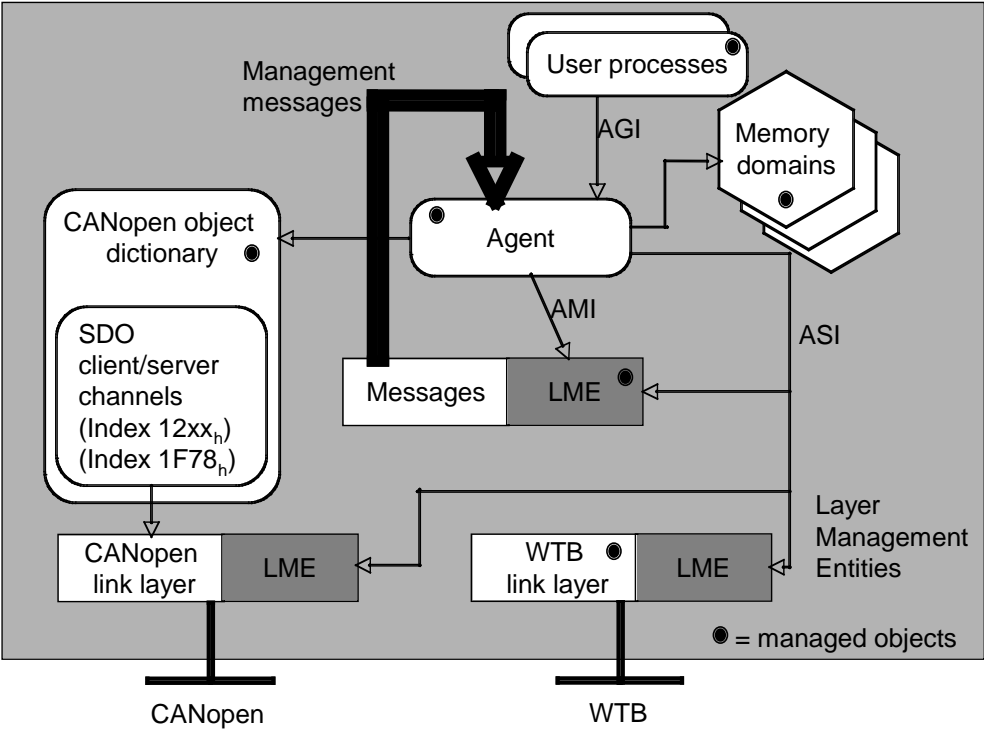 User processes
Management
messages
AGI
Memory
domains
CANopen object
dictionary
Agent
AMI
ASI
SDO
client/server
channels
(Index 12xxₕ)
(Index 1F78ₕ)
Messages
LME
Layer
Management
Entities
CANopen
link layer
LME
WTB
link layer
LME
= managed objects
CANopen
WTB